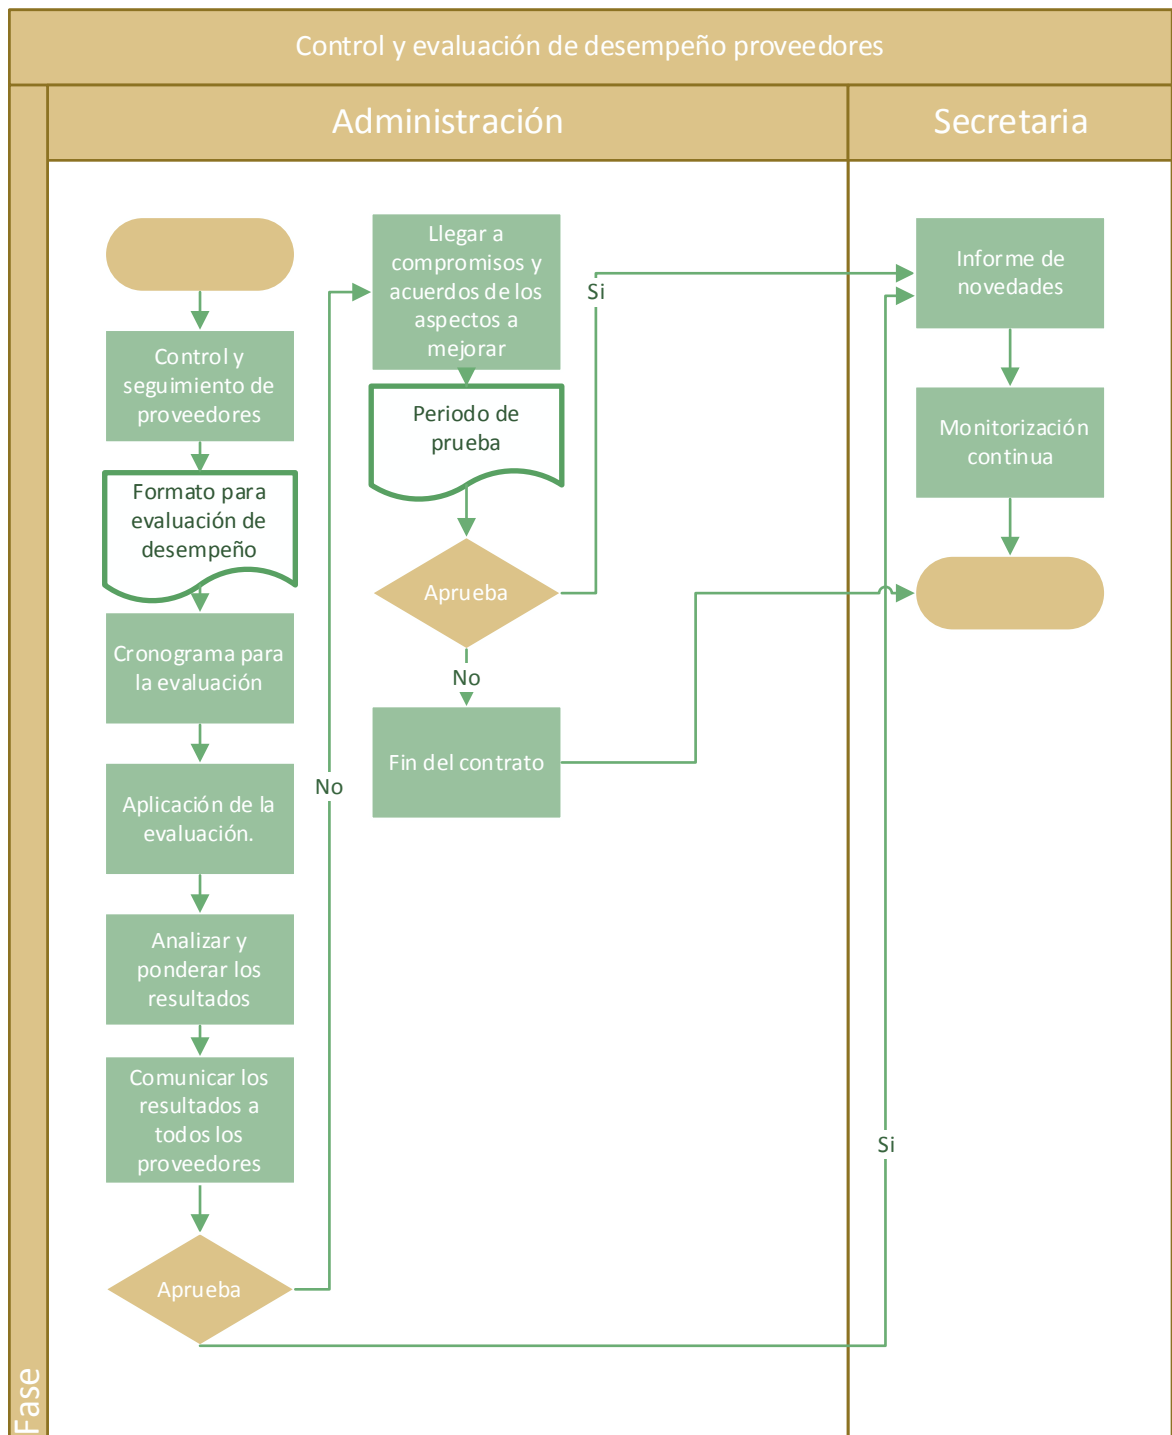 Control y evaluación de desempeño proveedores
Administración
Secretaria
Fase
Control y
seguimiento de
proveedores
Formato para
evaluación de
desempeño
Cronograma para
la evaluación
Aplicación de la
evaluación.
Analizar y
ponderar los
resultados
Comunicar los
resultados a
todos los
proveedores
Aprueba
No
Si
Llegar a
compromisos y
acuerdos de los
aspectos a
mejorar
Periodo de
prueba
Aprueba
Si
No
Fin del contrato
Informe de
novedades
Monitorización
continua